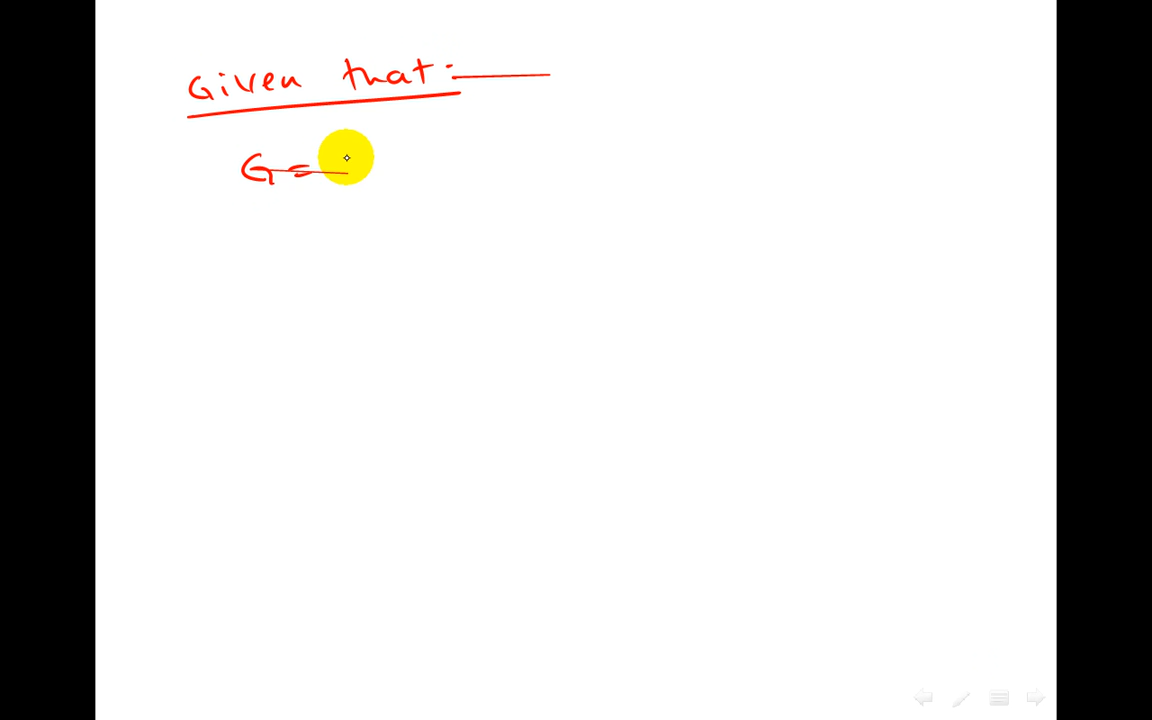 Given that:-
G =